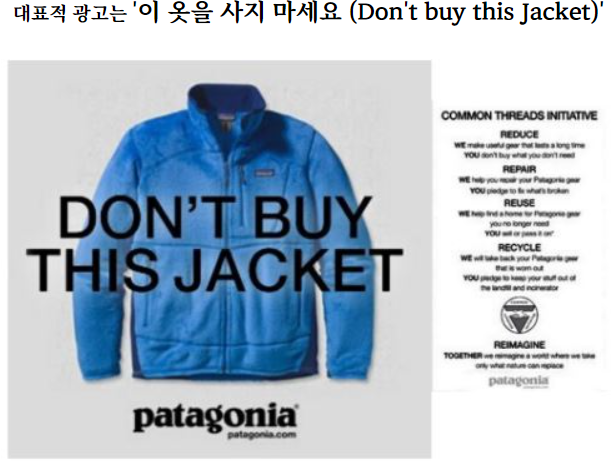 대표적 광고는 '이 옷을 사지 마세요 (Don't buy this Jacket)'
DON'T BUY
THIS JACKET
patagonia®
patagonia.com
COMMON THREADS INITIATIVE
REDUCE
WE make useful gear that lasts a long time
YOU don't buy what you don't need
REPAIR
WE help you repair your Patagonia gear
YOU pledge to fix what's broken
REUSE
WE help find a home for Patagonia gear
you no longer need
YOU sell or pass it on*
RECYCLE
WE will take back your Patagonia gear
that is worn out
YOU pledge to keep your stuff out of
the landfill and incinerator
REIMAGINE
TOGETHER we reimagine a world where we take
only what nature can replace
patagonia